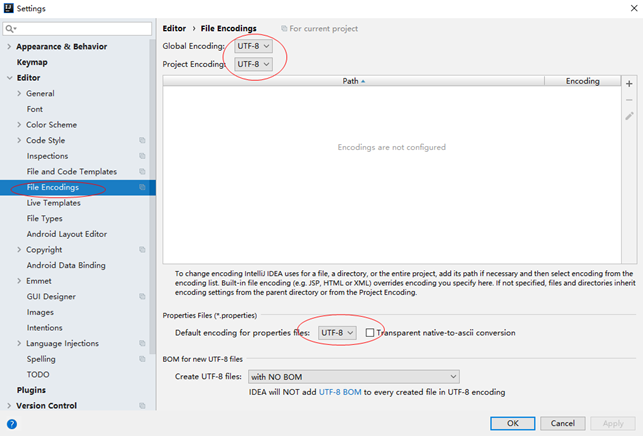 Settings
Appearance & Behavior
Keymap
Editor
General
Font
Color Scheme
Code Style
Inspections
File and Code Templates
File Encodings
Live Templates
File Types
Android Layout Editor
Copyright
Android Data Binding
Emmet
GUI Designer
Images
Intentions
Language Injections
Spelling
TODO
Plugins
Version Control
Editor › File Encodings For current project
Global Encoding: UTF-8
Project Encoding: UTF-8
Path Encoding
Encodings are not configured
To change encoding IntelliJ IDEA uses for a file, a directory, or the entire project, add its path if necessary and then select encoding from the
encoding list. Built-in file encoding (e.g. JSP, HTML or XML) overrides encoding you specify here. If not specified, files and directories inherit
encoding settings from the parent directory or from the Project Encoding.
Properties Files (*.properties)
Default encoding for properties files: UTF-8 Transparent native-to-ascii conversion
BOM for new UTF-8 files
Create UTF-8 files: with NO BOM
IDEA will NOT add UTF-8 BOM to every created file in UTF-8 encoding
? OK Cancel Apply